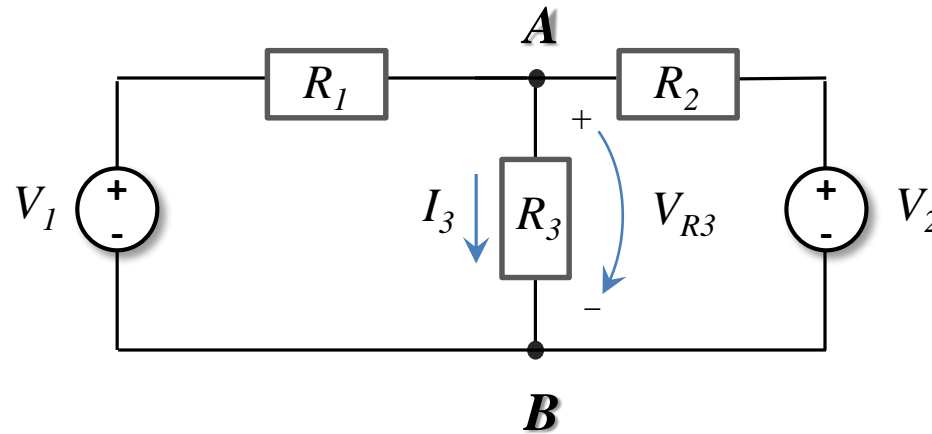 A
R1
R2
+
V1
+
-
I3
R3
VR3
+
-
V2
−
B